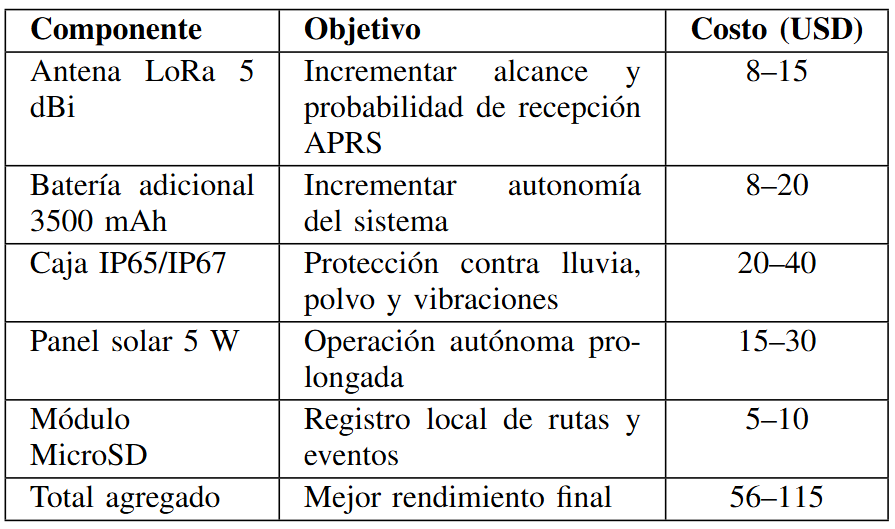 Componente Objetivo Costo (USD)
Antena LoRa 5 Incrementar alcance y 8–15
dBi probabilidad de recepción
APRS
Batería adicional Incrementar autonomía 8–20
3500 mAh del sistema
Caja IP65/IP67 Protección contra lluvia, 20–40
polvo y vibraciones
Panel solar 5 W Operación autónoma pro-
longada 15–30
Módulo Registro local de rutas y 5–10
MicroSD eventos
Total agregado Mejor rendimiento final 56–115